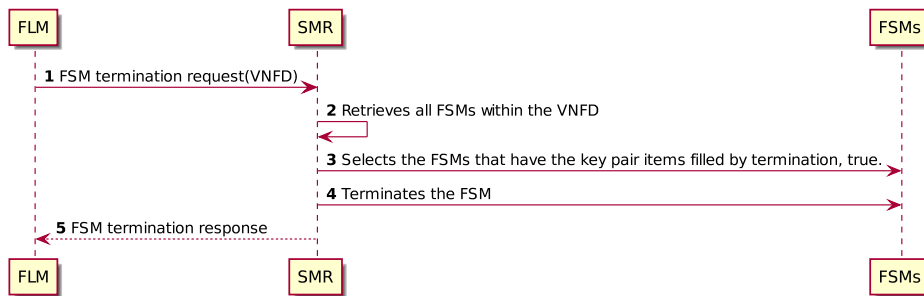 FLM SMR FSMs
1 FSM termination request(VNFD)
2 Retrieves all FSMs within the VNFD
3 Selects the FSMs that have the key pair items filled by termination, true.
4 Terminates the FSM
5 FSM termination response
FLM SMR FSMs